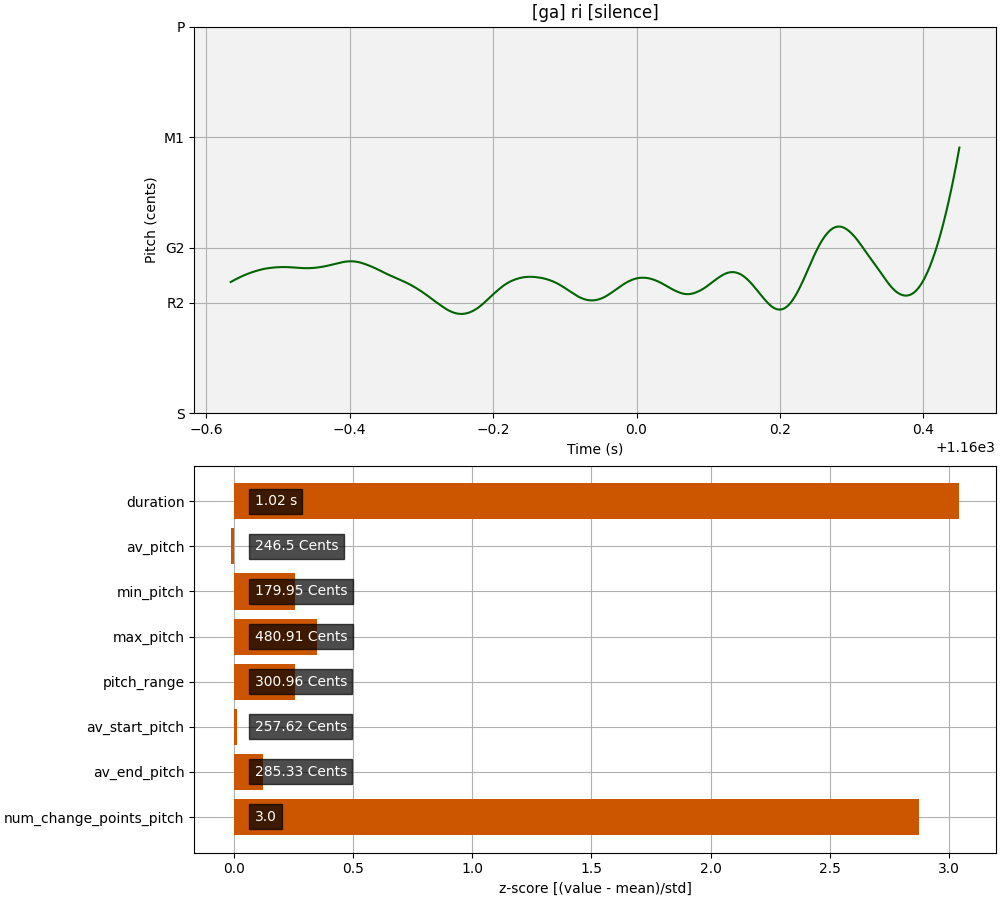 [ga] ri [silence]
P
M1
G2
R2
S
Pitch (cents)
−0.6 −0.4 −0.2 0.0 0.2 0.4
Time (s)
+1.16e3
duration 1.02 s
av_pitch 246.5 Cents
min_pitch 179.95 Cents
max_pitch 480.91 Cents
pitch_range 300.96 Cents
av_start_pitch 257.62 Cents
av_end_pitch 285.33 Cents
num_change_points_pitch 3.0
0.0 0.5 1.0 1.5 2.0 2.5 3.0
z-score [(value - mean)/std]